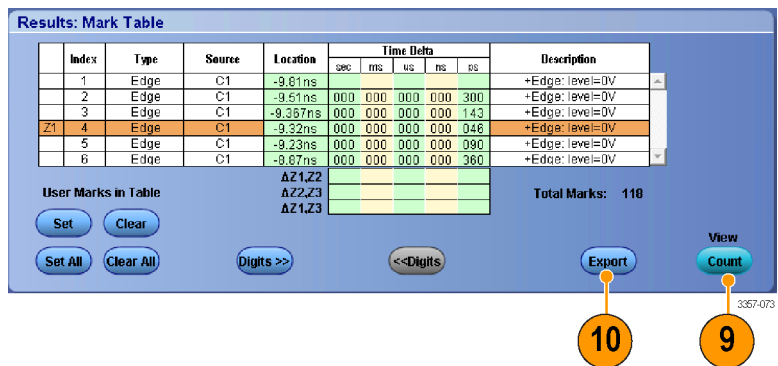 Results: Mark Table
Index Type Source Location Time Delta Description
sec ms us ns ps
1 Edge C1 -9.81ns +Edge: level=0V
2 Edge C1 -9.51ns 000 000 000 000 300 +Edge: level=0V
3 Edge C1 -9.367ns 000 000 000 000 143 +Edge: level=0V
Z1 4 Edge C1 -9.32ns 000 000 000 000 046 +Edge: level=0V
5 Edge C1 -9.23ns 000 000 000 000 090 +Edge: level=0V
6 Edge C1 -8.87ns 000 000 000 000 360 +Edge: level=0V
ΔZ1,Z2
User Marks in Table ΔZ2,Z3 Total Marks: 118
ΔZ1,Z3
Set Clear
View
Set All Clear All Digits >> <<Digits Export Count
3357-073
10 9